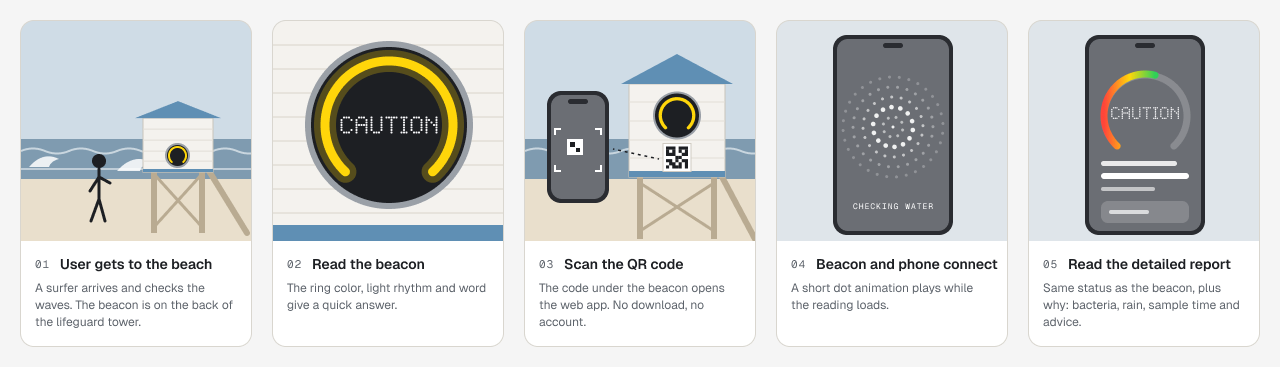 CAUTION
CHECKING WATER
CAUTION
01 User gets to the beach
A surfer arrives and checks the
waves. The beacon is on the back of
the lifeguard tower.
02 Read the beacon
The ring color, light rhythm and word
give a quick answer.
03 Scan the QR code
The code under the beacon opens
the web app. No download, no
account.
04 Beacon and phone connect
A short dot animation plays while
the reading loads.
05 Read the detailed report
Same status as the beacon, plus
why: bacteria, rain, sample time and
advice.